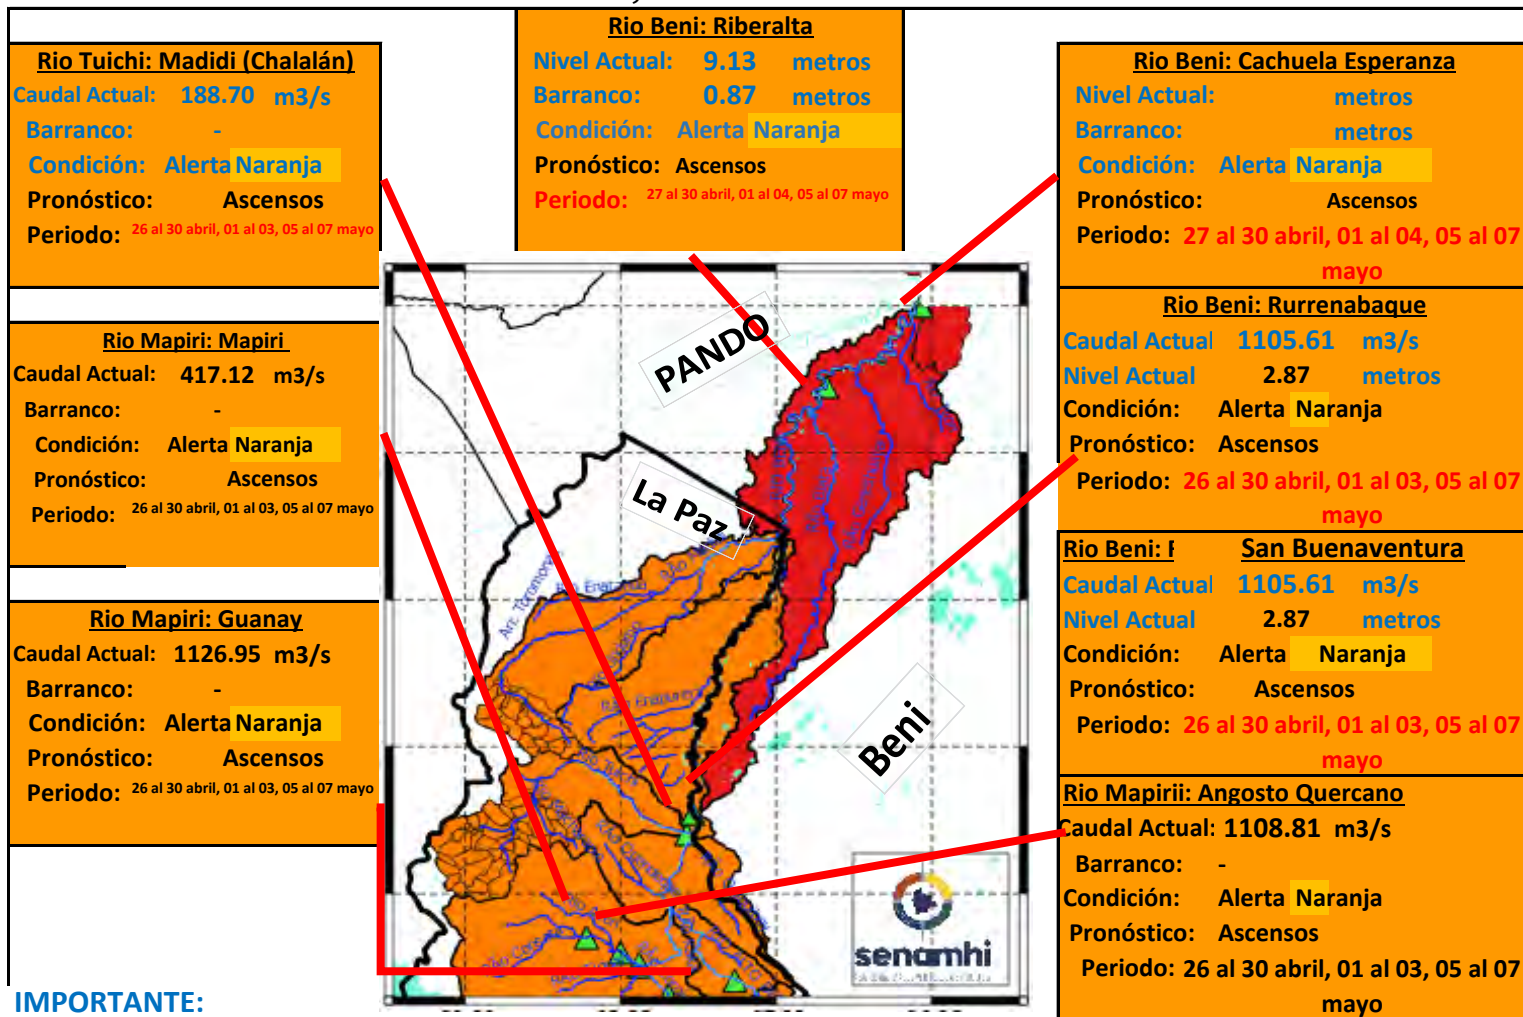 Rio Tuichi: Madidi (Chalalán)
Caudal Actual: 188.70 m3/s
Barranco: -
Condición: Alerta Naranja
Pronóstico: Ascensos
Periodo: 26 al 30 abril, 01 al 03, 05 al 07 mayo
Rio Mapiri: Mapiri
Caudal Actual: 417.12 m3/s
Barranco: -
Condición: Alerta Naranja
Pronóstico: Ascensos
Periodo: 26 al 30 abril, 01 al 03, 05 al 07 mayo
Rio Mapiri: Guanay
Caudal Actual: 1126.95 m3/s
Barranco: -
Condición: Alerta Naranja
Pronóstico: Ascensos
Periodo: 26 al 30 abril, 01 al 03, 05 al 07 mayo
IMPORTANTE:
Rio Beni: Riberalta
Nivel Actual: 9.13 metros
Barranco: 0.87 metros
Condición: Alerta Naranja
Pronóstico: Ascensos
Periodo: 27 al 30 abril, 01 al 04, 05 al 07 mayo
PANDO
La Paz
Beni
Arr. Toromonas
Río Tuichi
senamhi
Rio Beni: Cachuela Esperanza
Nivel Actual: metros
Barranco: metros
Condición: Alerta Naranja
Pronóstico: Ascensos
Periodo: 27 al 30 abril, 01 al 04, 05 al 07
mayo
Rio Beni: Rurrenabaque
Caudal Actual 1105.61 m3/s
Nivel Actual 2.87 metros
Condición: Alerta Naranja
Pronóstico: Ascensos
Periodo: 26 al 30 abril, 01 al 03, 05 al 07
mayo
Rio Beni: San Buenaventura
Caudal Actual 1105.61 m3/s
Nivel Actual 2.87 metros
Condición: Alerta Naranja
Pronóstico: Ascensos
Periodo: 26 al 30 abril, 01 al 03, 05 al 07
mayo
Rio Mapirii: Angosto Quercano
Caudal Actual: 1108.81 m3/s
Barranco: -
Condición: Alerta Naranja
Pronóstico: Ascensos
Periodo: 26 al 30 abril, 01 al 03, 05 al 07
mayo